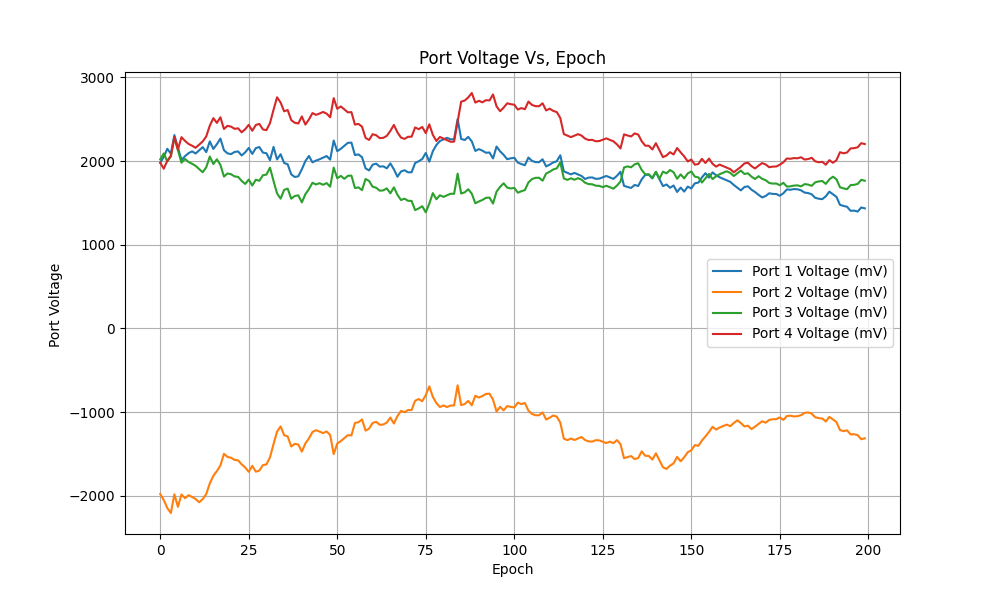 Port Voltage Vs, Epoch
3000
2000
1000
0
−1000
−2000
Port Voltage
Port 1 Voltage (mV)
Port 2 Voltage (mV)
Port 3 Voltage (mV)
Port 4 Voltage (mV)
0 25 50 75 100 125 150 175 200
Epoch